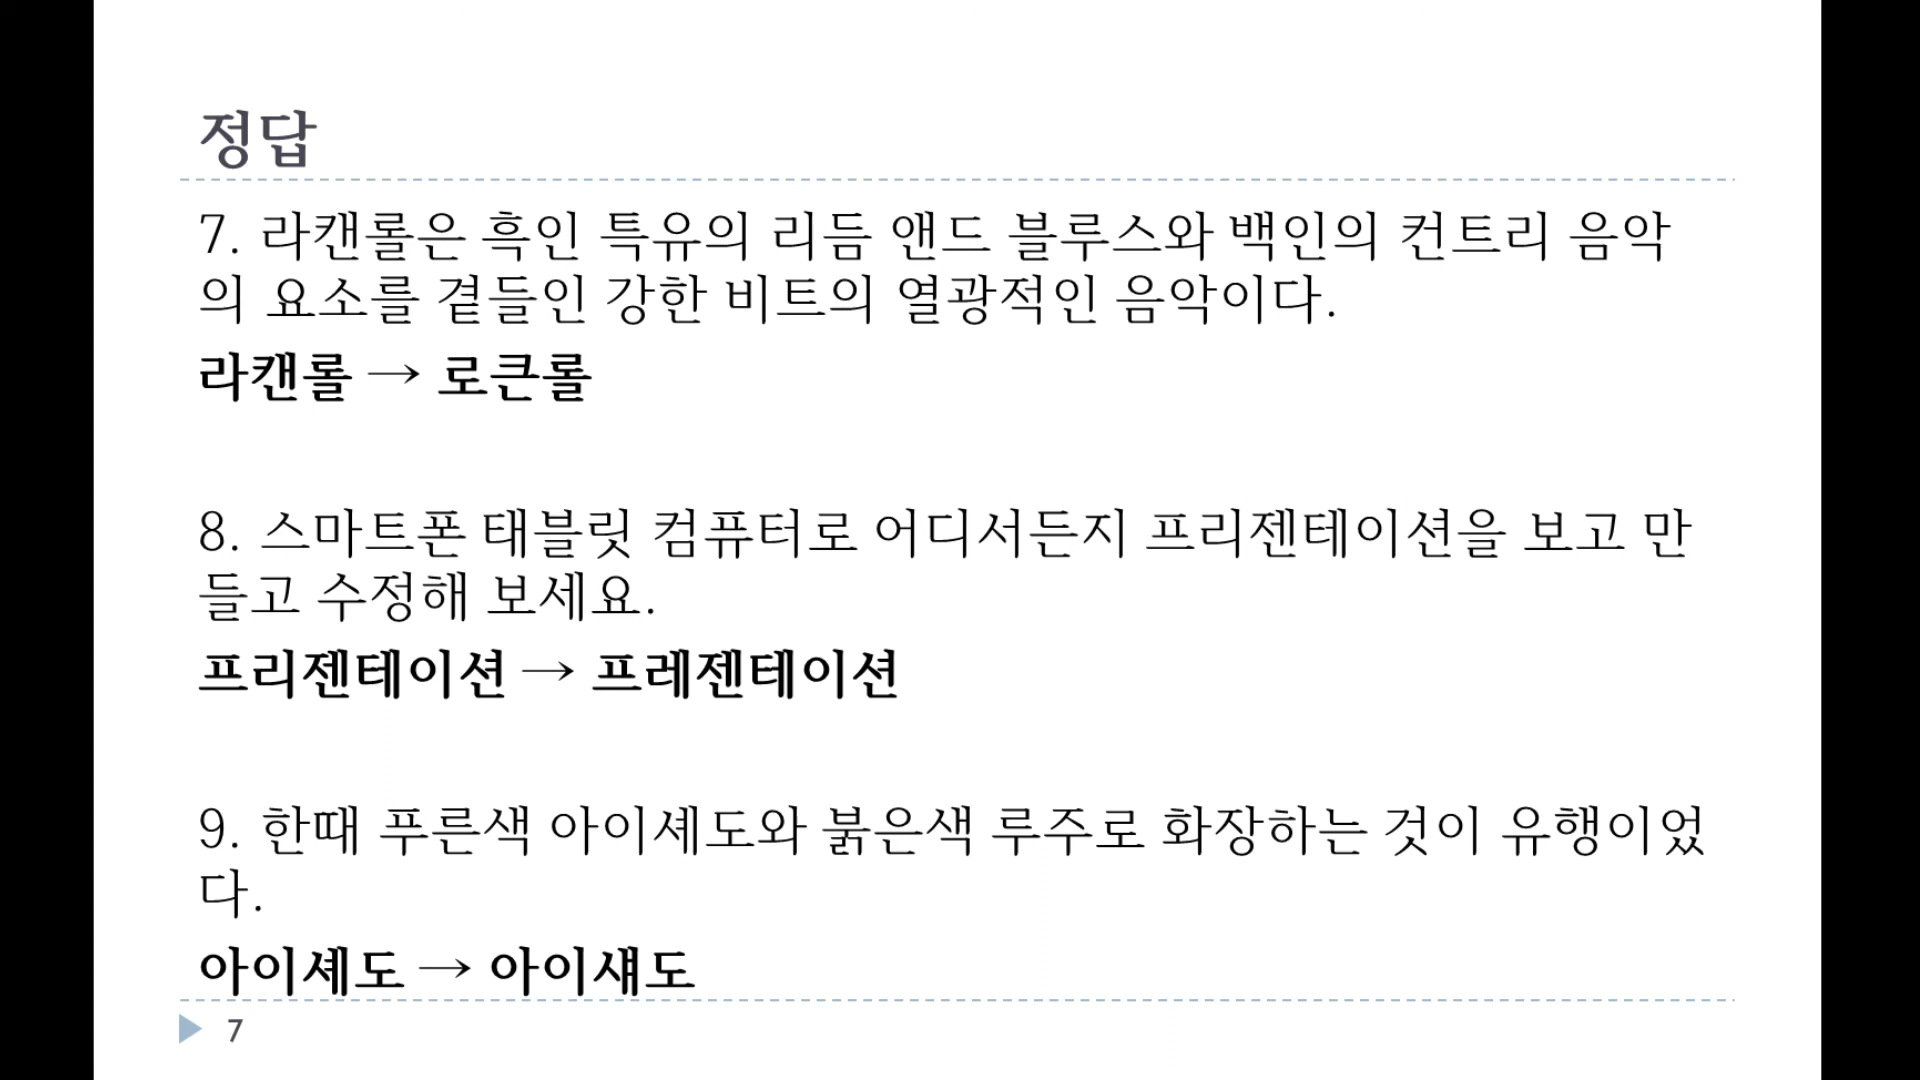 정답
7. 라캔롤은 흑인 특유의 리듬 앤드 블루스와 백인의 컨트리 음악
의 요소를 곁들인 강한 비트의 열광적인 음악이다.
라캔롤 → 로큰롤
8. 스마트폰 태블릿 컴퓨터로 어디서든지 프리젠테이션을 보고 만
들고 수정해 보세요.
프리젠테이션 → 프레젠테이션
9. 한때 푸른색 아이셰도와 붉은색 루주로 화장하는 것이 유행이었
다.
아이셰도 → 아이섀도
7